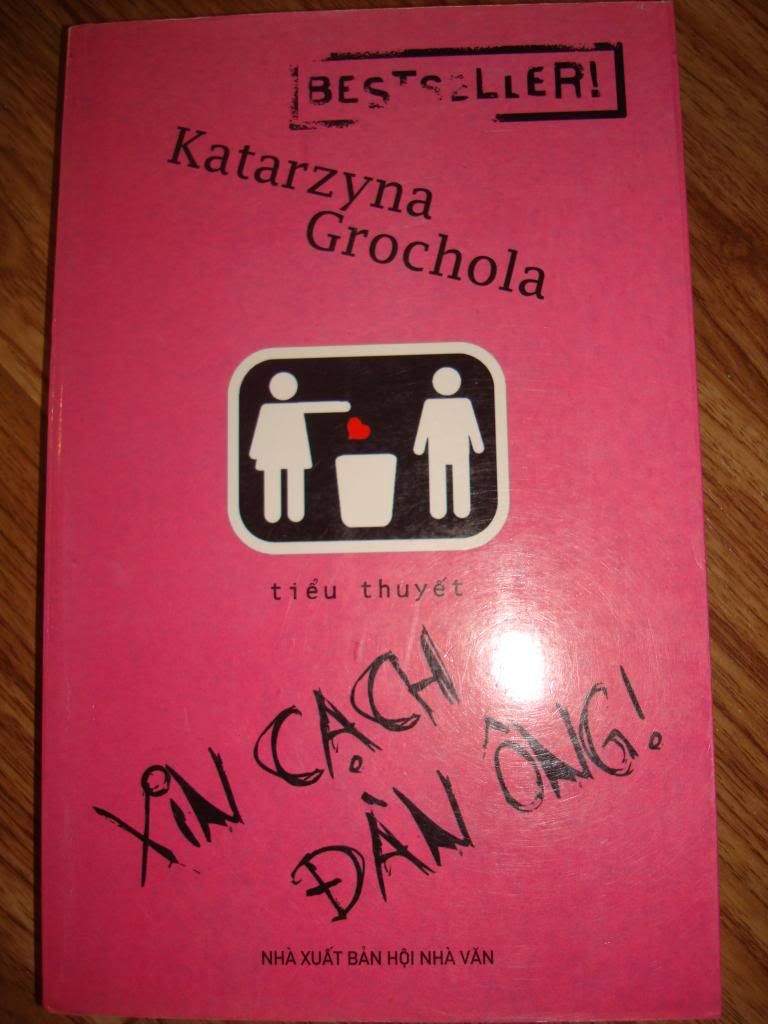 BESTSELLER!
Katarzyna
Grochola
tiểu thuyết
XIN CẠCH
ĐÀN ÔNG!
NHÀ XUẤT BẢN HỘI NHÀ VĂN